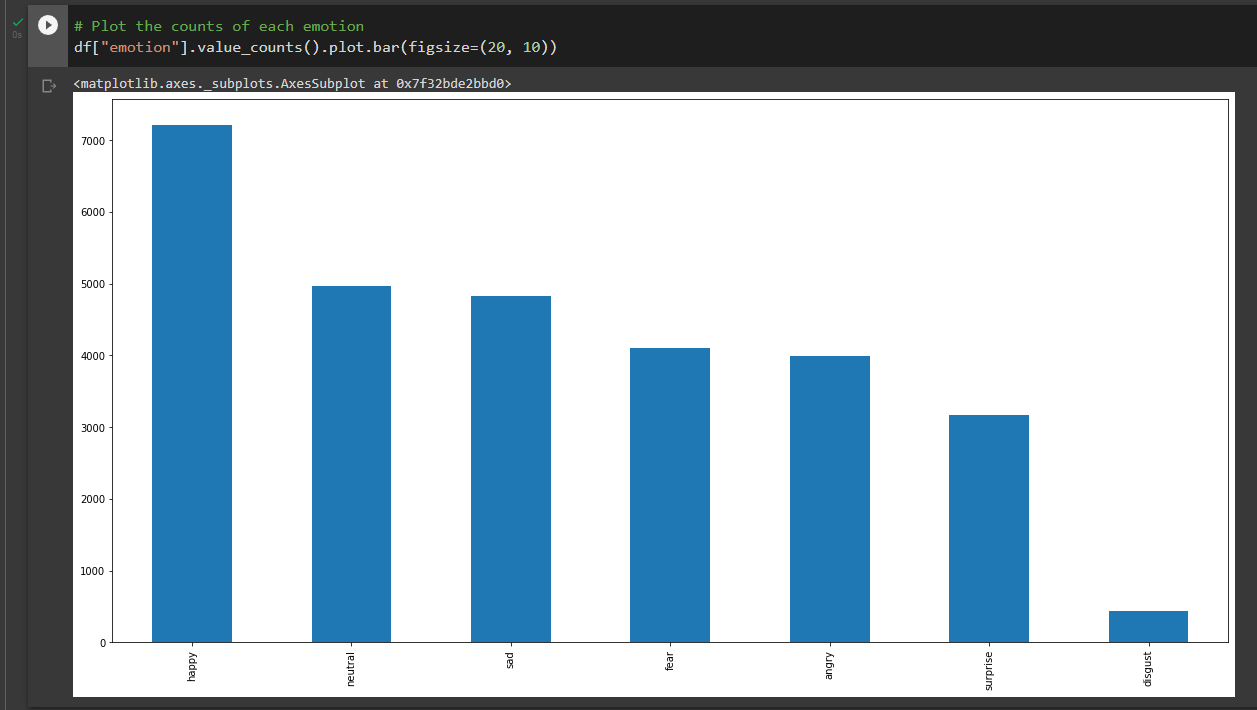 # Plot the counts of each emotion
df["emotion"].value_counts().plot.bar(figsize=(20, 10))
0s
<matplotlib.axes._subplots.AxesSubplot at 0x7f32bde2bbd0>
7000
6000
5000
4000
3000
2000
1000
0
happy
neutral
sad
fear
angry
surprise
disgust